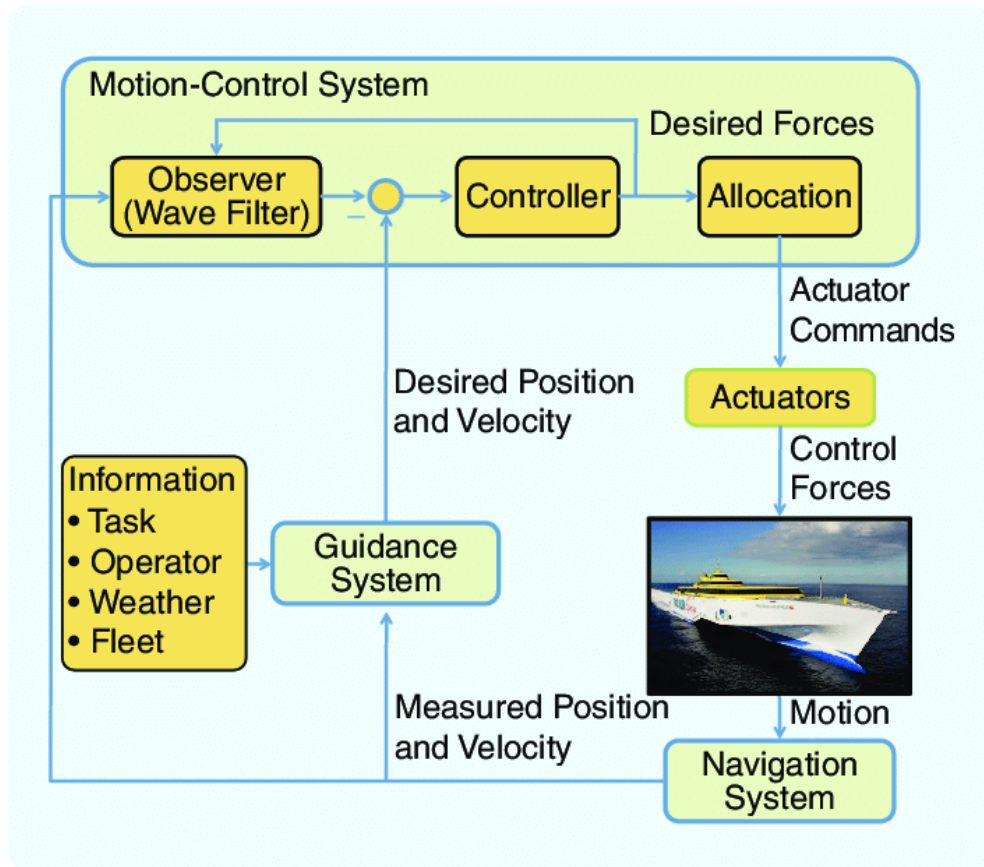 Motion-Control System
Desired Forces
Observer
(Wave Filter)
–
Controller
Allocation
Actuator
Commands
Desired Position
and Velocity
Actuators
Control
Forces
Information
• Task
• Operator
• Weather
• Fleet
Guidance
System
Measured Position
and Velocity
Motion
Navigation
System